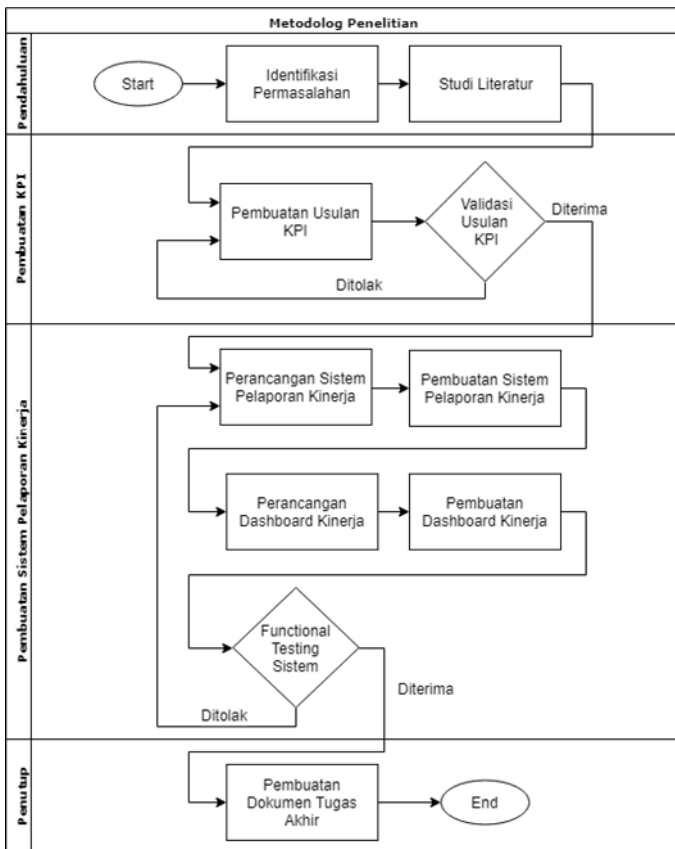 Metodolog Penelitian
Pendahuluan
Start
Identifikasi
Permasalahan
Studi Literatur
Pembuatan KPI
Pembuatan Usulan
KPI
Validasi
Usulan
KPI
Diterima
Ditolak
Pembuatan Sistem Pelaporan Kinerja
Perancangan Sistem
Pelaporan Kinerja
Pembuatan Sistem
Pelaporan Kinerja
Perancangan
Dashboard Kinerja
Pembuatan
Dashboard Kinerja
Functional
Testing
Sistem
Diterima
Ditolak
Penutup
Pembuatan
Dokumen Tugas
Akhir
End